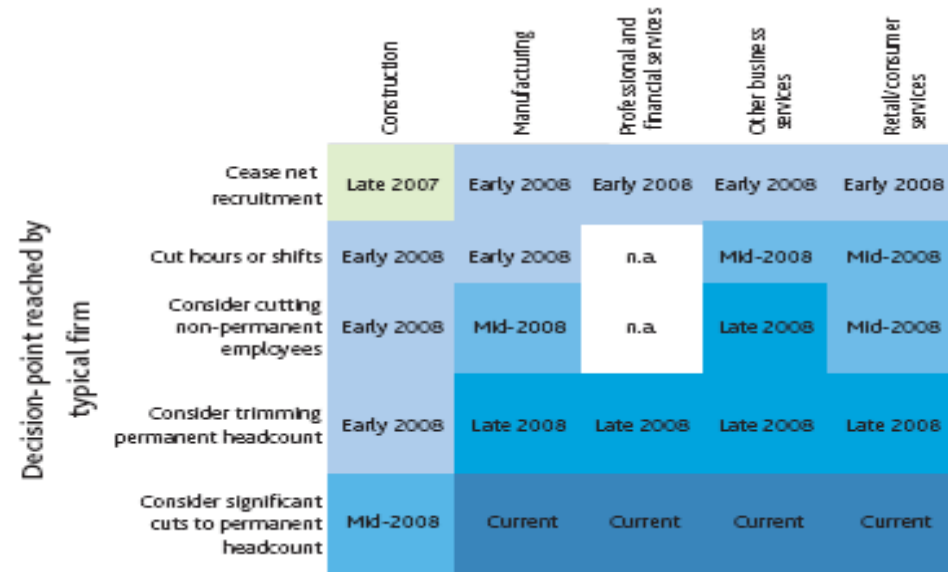 Construction
Manufacturing
Professional and
financial services
Other business
services
Retail/consumer
services
Decision-point reached by
typical firm
Cease net
recruitment
Late 2007
Early 2008
Early 2008
Early 2008
Early 2008
Cut hours or shifts
Early 2008
Early 2008
n.a.
Mid-2008
Mid-2008
Consider cutting
non-permanent
employees
Early 2008
Mid-2008
n.a.
Late 2008
Mid-2008
Consider trimming
permanent headcount
Early 2008
Late 2008
Late 2008
Late 2008
Late 2008
Consider significant
cuts to permanent
headcount
Mid-2008
Current
Current
Current
Current